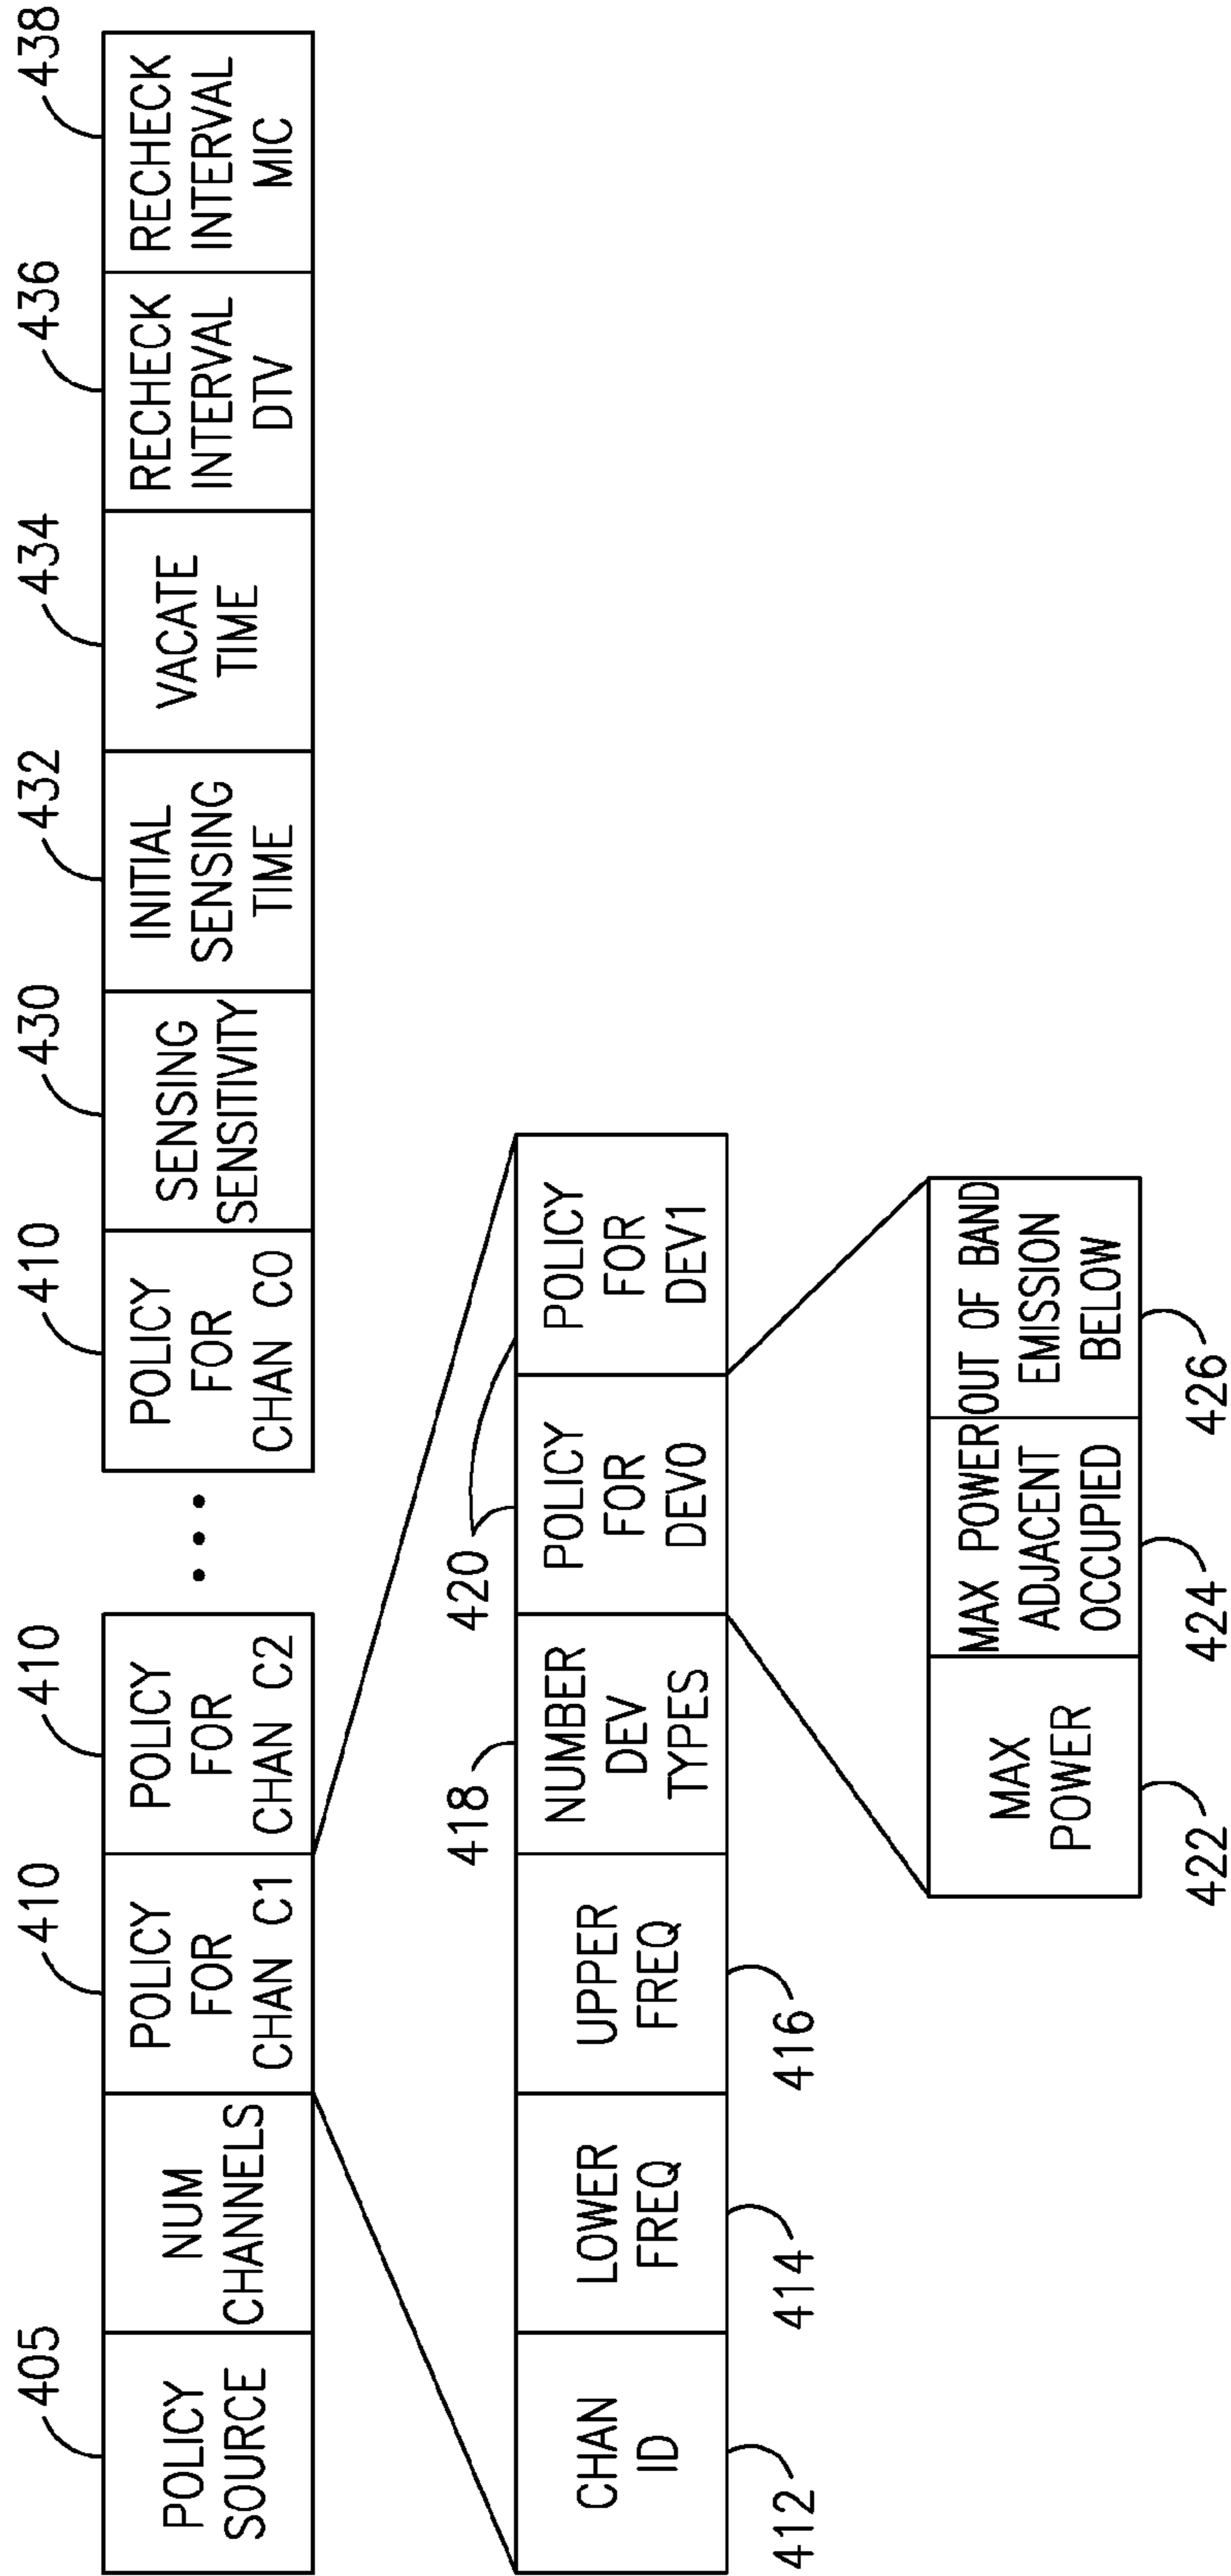 405
410
410
410
430
432
434
436
438
POLICY
SOURCE
NUM
CHANNELS
POLICY
FOR
CHAN C1
POLICY
FOR
CHAN C2
• • •
POLICY
FOR
CHAN CO
SENSING
SENSITIVITY
INITIAL
SENSING
TIME
VACATE
TIME
RECHECK
INTERVAL
DTV
RECHECK
INTERVAL
MIC
418
420
CHAN
ID
LOWER
FREQ
UPPER
FREQ
NUMBER
DEV
TYPES
POLICY
FOR
DEV0
POLICY
FOR
DEV1
412
414
416
MAX
POWER
MAX POWER
ADJACENT
OCCUPIED
OUT OF BAND
EMISSION
BELOW
422
424
426